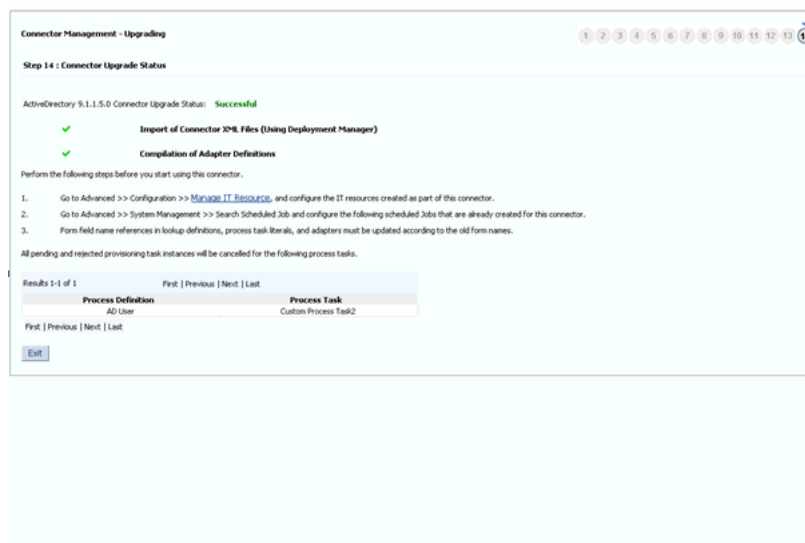 Connector Management - Upgrading
1 2 3 4 5 6 7 8 9 10 11 12 13
Step 14 : Connector Upgrade Status
ActiveDirectory 9.1.1.5.0 Connector Upgrade Status: Successful
Import of Connector XML Files (Using Deployment Manager)
Compilation of Adapter Definitions
Perform the following steps before you start using this connector.
1. Go to Advanced >> Configuration >> Manage IT Resource, and configure the IT resources created as part of this connector.
2. Go to Advanced >> System Management >> Search Scheduled Job and configure the following scheduled Jobs that are already created for this connector.
3. Form field name references in lookup definitions, process task literals, and adapters must be updated according to the old form names.
All pending and rejected provisioning task instances will be cancelled for the following process tasks.
Results 1-1 of 1 First | Previous | Next | Last
Process Definition Process Task
AD User Custom Process Task2
First | Previous | Next | Last
Exit